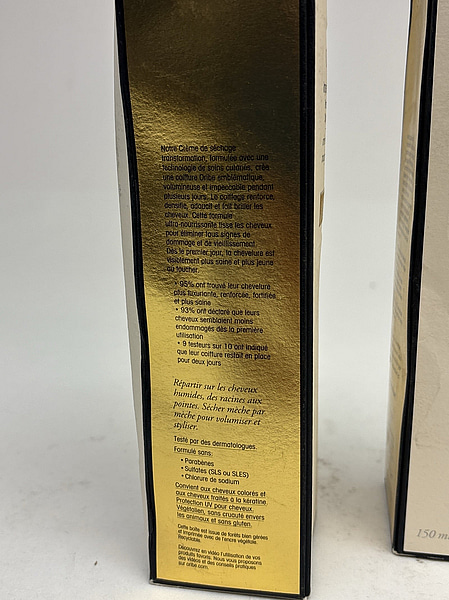 Notre Crème de séchage
transformation, formulée avec une
technologie de soins cutanés, crée
une coiffure Oribe emblématique,
volumineuse et impeccable pendant
plusieurs jours. Le coiffage renforce,
densifie, adoucit et fait briller les
cheveux. Cette formule
ultra-nourrissante lisse les cheveux
pour éliminer tous signes de
dommage et de vieillissement.
Dès le premier jour, la chevelure est
visiblement plus saine et plus jeune
au toucher.
• 95% ont trouvé leur chevelure
plus luxuriante, renforcée, fortifiée
et plus saine
• 93% ont déclaré que leurs
cheveux semblaient moins
endommagés dès la première
utilisation
• 9 testeurs sur 10 ont indiqué
que leur coiffure restait en place
pour deux jours
Répartir sur les cheveux
humides, des racines aux
pointes. Sécher mèche par
mèche pour volumiser et
styliser.
Testé par des dermatologues.
Formulé sans:
• Parabènes
• Sulfates (SLS ou SLES)
• Chlorure de sodium
Convient aux cheveux colorés et
aux cheveux traités à la kératine.
Protection UV pour cheveux.
Végétalien, sans cruauté envers
les animaux et sans gluten.
Cette boîte est issue de forêts bien gérées
et imprimée avec de l'encre végétale.
Recyclable.
Découvrez en vidéo l'utilisation de vos
produits favoris. Nous vous proposons
des vidéos et des conseils pratiques
sur oribe.com.
150 m